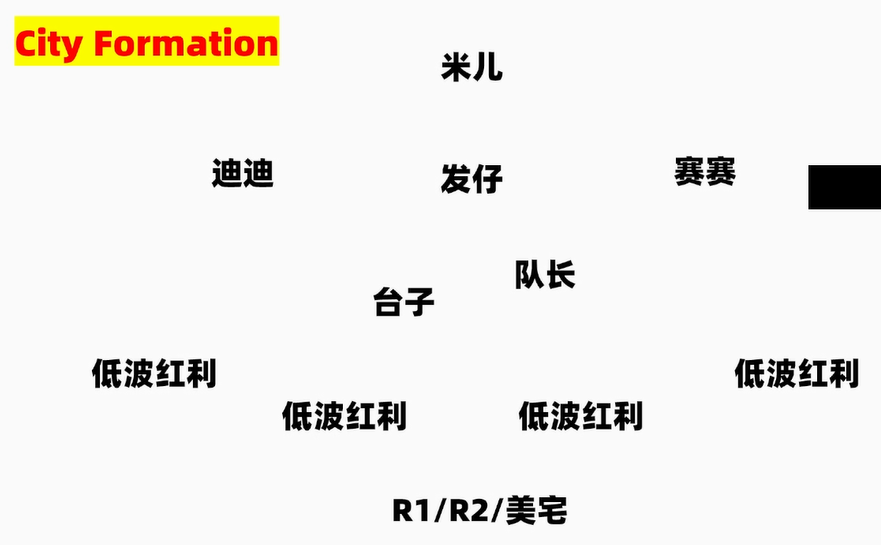 City Formation
米儿
迪迪 发仔 赛赛
队长
台子
低波红利 低波红利
低波红利 低波红利
R1/R2/美宅